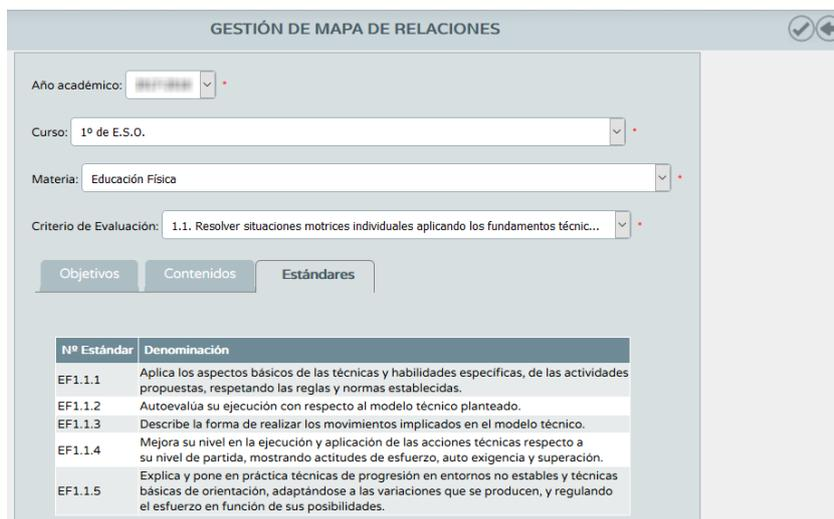 GESTIÓN DE MAPA DE RELACIONES
Año académico: *
Curso: 1º de E.S.O. *
Materia: Educación Física *
Criterio de Evaluación: 1.1. Resolver situaciones motrices individuales aplicando los fundamentos técnic... *
Objetivos Contenidos Estándares
Nº Estándar Denominación
EF1.1.1 Aplica los aspectos básicos de las técnicas y habilidades específicas, de las actividades
propuestas, respetando las reglas y normas establecidas.
EF1.1.2 Autoevalúa su ejecución con respecto al modelo técnico planteado.
EF1.1.3 Describe la forma de realizar los movimientos implicados en el modelo técnico.
EF1.1.4 Mejora su nivel en la ejecución y aplicación de las acciones técnicas respecto a
su nivel de partida, mostrando actitudes de esfuerzo, auto exigencia y superación.
EF1.1.5 Explica y pone en práctica técnicas de progresión en entornos no estables y técnicas
básicas de orientación, adaptándose a las variaciones que se producen, y regulando
el esfuerzo en función de sus posibilidades.